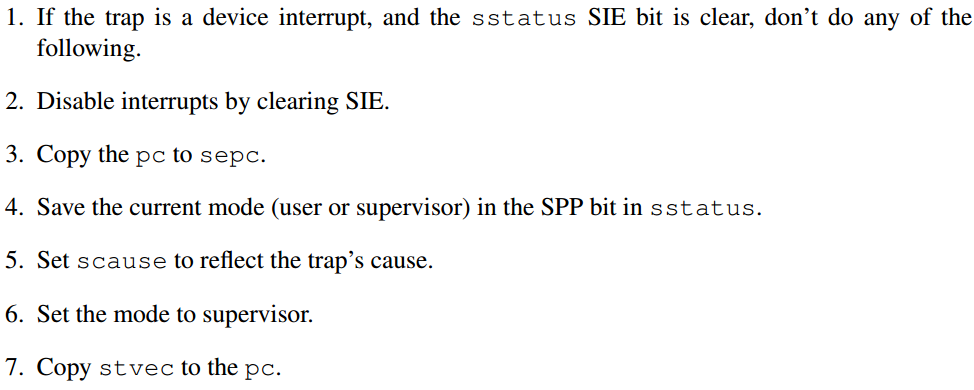 1. If the trap is a device interrupt, and the sstatus SIE bit is clear, don’t do any of the
following.
2. Disable interrupts by clearing SIE.
3. Copy the pc to sepc.
4. Save the current mode (user or supervisor) in the SPP bit in sstatus.
5. Set scause to reflect the trap’s cause.
6. Set the mode to supervisor.
7. Copy stvec to the pc.